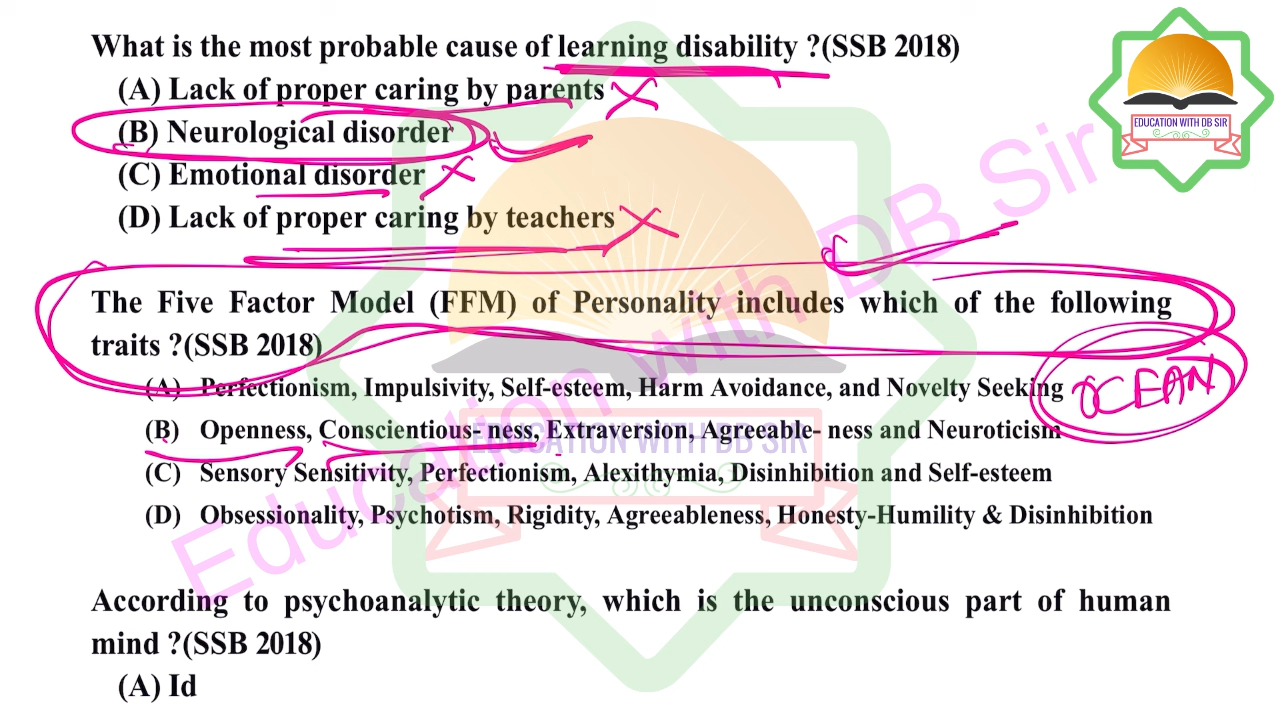 What is the most probable cause of learning disability ?(SSB 2018)
(A) Lack of proper caring by parents
(B) Neurological disorder
(C) Emotional disorder
(D) Lack of proper caring by teachers
The Five Factor Model (FFM) of Personality includes which of the following
traits ?(SSB 2018)
(A) Perfectionism, Impulsivity, Self-esteem, Harm Avoidance, and Novelty Seeking
OCEAN
(B) Openness, Conscientious- ness, Extraversion, Agreeable- ness and Neuroticism
(C) Sensory Sensitivity, Perfectionism, Alexithymia, Disinhibition and Self-esteem
(D) Obsessionality, Psychotism, Rigidity, Agreeableness, Honesty-Humility & Disinhibition
According to psychoanalytic theory, which is the unconscious part of human
mind ?(SSB 2018)
(A) Id
EDUCATION WITH DB SIR
EDUCATION WITH DB SIR
Education with DB Sir